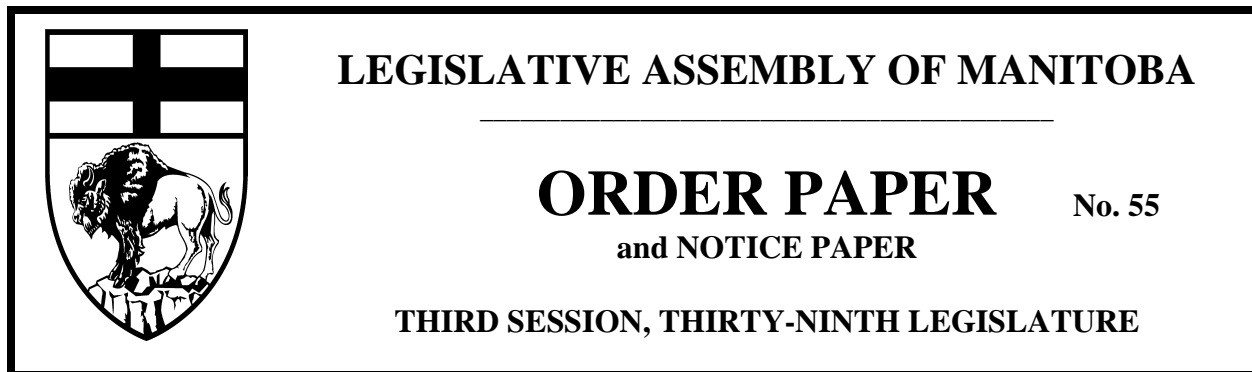 LEGISLATIVE ASSEMBLY OF MANITOBA
ORDER PAPER No. 55
and NOTICE PAPER
THIRD SESSION, THIRTY-NINTH LEGISLATURE